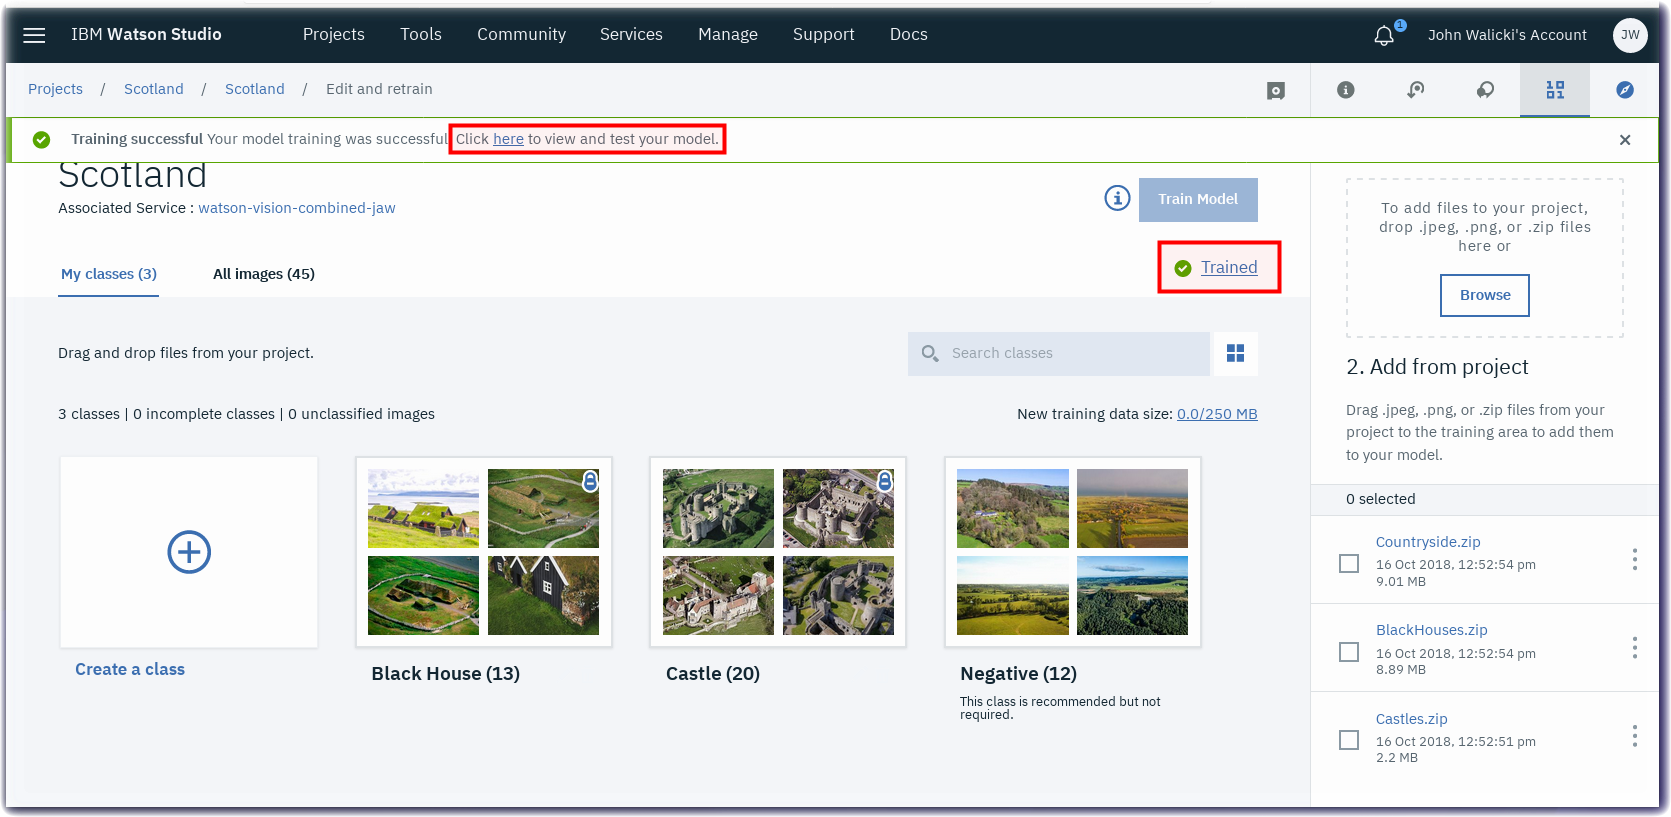 IBM Watson Studio
Projects Tools Community Services Manage Support Docs
1
John Walicki's Account
JW
Projects / Scotland / Scotland / Edit and retrain
Training successful Your model training was successful Click here to view and test your model.
Scotland
Associated Service : watson-vision-combined-jaw
Train Model
My classes (3)
All images (45)
Trained
Drag and drop files from your project.
Search classes
3 classes | 0 incomplete classes | 0 unclassified images
New training data size: 0.0/250 MB
Create a class
Black House (13)
Castle (20)
Negative (12)
This class is recommended but not
required.
To add files to your project,
drop .jpeg, .png, or .zip files
here or
Browse
2. Add from project
Drag .jpeg, .png, or .zip files from your
project to the training area to add them
to your model.
0 selected
Countryside.zip
16 Oct 2018, 12:52:54 pm
9.01 MB
BlackHouses.zip
16 Oct 2018, 12:52:54 pm
8.89 MB
Castles.zip
16 Oct 2018, 12:52:51 pm
2.2 MB